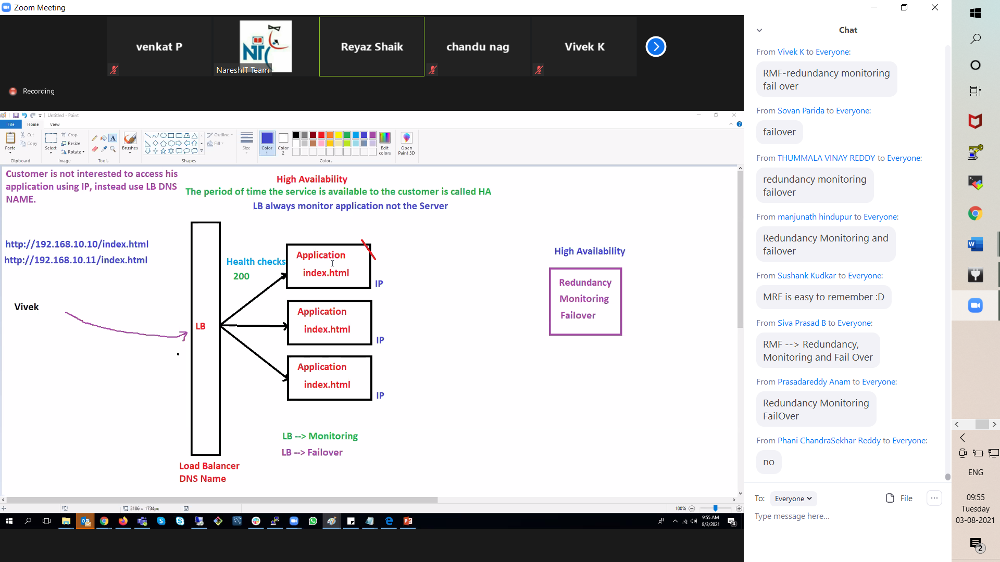 Zoom Meeting
venkat P
NTC
NareshIT Team
Reyaz Shaik
chandu nag
Vivek K
Recording
Untitled - Paint
File
Home
View
Paste
Cut
Copy
Clipboard
Select
Crop
Resize
Rotate
Image
A
Tools
Brushes
Outline
Fill
Shapes
Size
Color
1
Color
2
Edit
colors
Open
Paint 3D
Colors
Customer is not interested to access his
application using IP, instead use LB DNS
NAME.
High Availability
The period of time the service is available to the customer is called HA
LB always monitor application not the Server
http://192.168.10.10/index.html
http://192.168.10.11/index.html
Vivek
LB
Health checks
200
Application
index.html
IP
Application
index.html
IP
Application
index.html
IP
LB --> Monitoring
LB --> Failover
Load Balancer
DNS Name
High Availability
Redundancy
Monitoring
Failover
3186 × 1734px
100%
9:55 AM
8/3/2021
4
Chat
From Vivek K to Everyone:
RMF-redundancy monitoring
fail over
From Sovan Parida to Everyone:
failover
From THUMMALA VINAY REDDY to Everyone:
redundancy monitoring
failover
From manjunath hindupur to Everyone:
Redundancy Monitoring and
failover
From Sushank Kudkar to Everyone:
MRF is easy to remember :D
From Siva Prasad B to Everyone:
RMF --> Redundancy,
Monitoring and Fail Over
From Prasadareddy Anam to Everyone:
Redundancy Monitoring
FailOver
From Phani ChandraSekhar Reddy to Everyone:
no
To: Everyone
File
Type message here...
ENG
09:55
Tuesday
03-08-2021
2